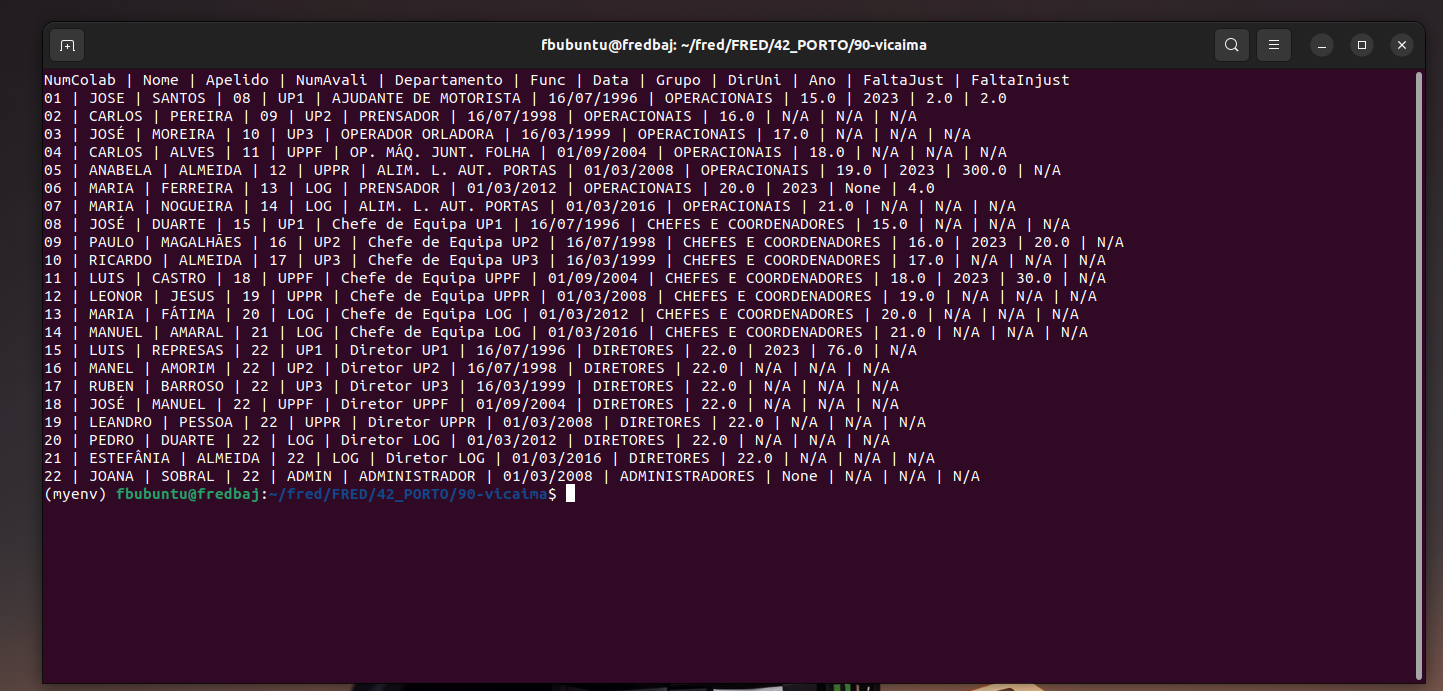 fbubuntu@fredbaj: ~/fred/FRED/42_PORTO/90-vicaima
NumColab | Nome | Apelido | NumAvali | Departamento | Func | Data | Grupo | DirUni | Ano | FaltaJust | FaltaInjust
01 | JOSE | SANTOS | 08 | UP1 | AJUDANTE DE MOTORISTA | 16/07/1996 | OPERACIONAIS | 15.0 | 2023 | 2.0 | 2.0
02 | CARLOS | PEREIRA | 09 | UP2 | PRENSADOR | 16/07/1998 | OPERACIONAIS | 16.0 | N/A | N/A | N/A
03 | JOSÉ | MOREIRA | 10 | UP3 | OPERADOR ORLADORA | 16/03/1999 | OPERACIONAIS | 17.0 | N/A | N/A | N/A
04 | CARLOS | ALVES | 11 | UPPF | OP. MÁQ. JUNT. FOLHA | 01/09/2004 | OPERACIONAIS | 18.0 | N/A | N/A | N/A
05 | ANABELA | ALMEIDA | 12 | UPPR | ALIM. L. AUT. PORTAS | 01/03/2008 | OPERACIONAIS | 19.0 | 2023 | 300.0 | N/A
06 | MARIA | FERREIRA | 13 | LOG | PRENSADOR | 01/03/2012 | OPERACIONAIS | 20.0 | 2023 | None | 4.0
07 | MARIA | NOGUEIRA | 14 | LOG | ALIM. L. AUT. PORTAS | 01/03/2016 | OPERACIONAIS | 21.0 | N/A | N/A | N/A
08 | JOSÉ | DUARTE | 15 | UP1 | Chefe de Equipa UP1 | 16/07/1996 | CHEFES E COORDENADORES | 15.0 | N/A | N/A | N/A
09 | PAULO | MAGALHÃES | 16 | UP2 | Chefe de Equipa UP2 | 16/07/1998 | CHEFES E COORDENADORES | 16.0 | 2023 | 20.0 | N/A
10 | RICARDO | ALMEIDA | 17 | UP3 | Chefe de Equipa UP3 | 16/03/1999 | CHEFES E COORDENADORES | 17.0 | N/A | N/A | N/A
11 | LUIS | CASTRO | 18 | UPPF | Chefe de Equipa UPPF | 01/09/2004 | CHEFES E COORDENADORES | 18.0 | 2023 | 30.0 | N/A
12 | LEONOR | JESUS | 19 | UPPR | Chefe de Equipa UPPR | 01/03/2008 | CHEFES E COORDENADORES | 19.0 | N/A | N/A | N/A
13 | MARIA | FÁTIMA | 20 | LOG | Chefe de Equipa LOG | 01/03/2012 | CHEFES E COORDENADORES | 20.0 | N/A | N/A | N/A
14 | MANUEL | AMARAL | 21 | LOG | Chefe de Equipa LOG | 01/03/2016 | CHEFES E COORDENADORES | 21.0 | N/A | N/A | N/A
15 | LUIS | REPRESAS | 22 | UP1 | Diretor UP1 | 16/07/1996 | DIRETORES | 22.0 | 2023 | 76.0 | N/A
16 | MANEL | AMORIM | 22 | UP2 | Diretor UP2 | 16/07/1998 | DIRETORES | 22.0 | N/A | N/A | N/A
17 | RUBEN | BARROSO | 22 | UP3 | Diretor UP3 | 16/03/1999 | DIRETORES | 22.0 | N/A | N/A | N/A
18 | JOSÉ | MANUEL | 22 | UPPF | Diretor UPPF | 01/09/2004 | DIRETORES | 22.0 | N/A | N/A | N/A
19 | LEANDRO | PESSOA | 22 | UPPR | Diretor UPPR | 01/03/2008 | DIRETORES | 22.0 | N/A | N/A | N/A
20 | PEDRO | DUARTE | 22 | LOG | Diretor LOG | 01/03/2012 | DIRETORES | 22.0 | N/A | N/A | N/A
21 | ESTEFÂNIA | ALMEIDA | 22 | LOG | Diretor LOG | 01/03/2016 | DIRETORES | 22.0 | N/A | N/A | N/A
22 | JOANA | SOBRAL | 22 | ADMIN | ADMINISTRADOR | 01/03/2008 | ADMINISTRADORES | None | N/A | N/A | N/A
(myenv) fbubuntu@fredbaj:~/fred/FRED/42_PORTO/90-vicaima$